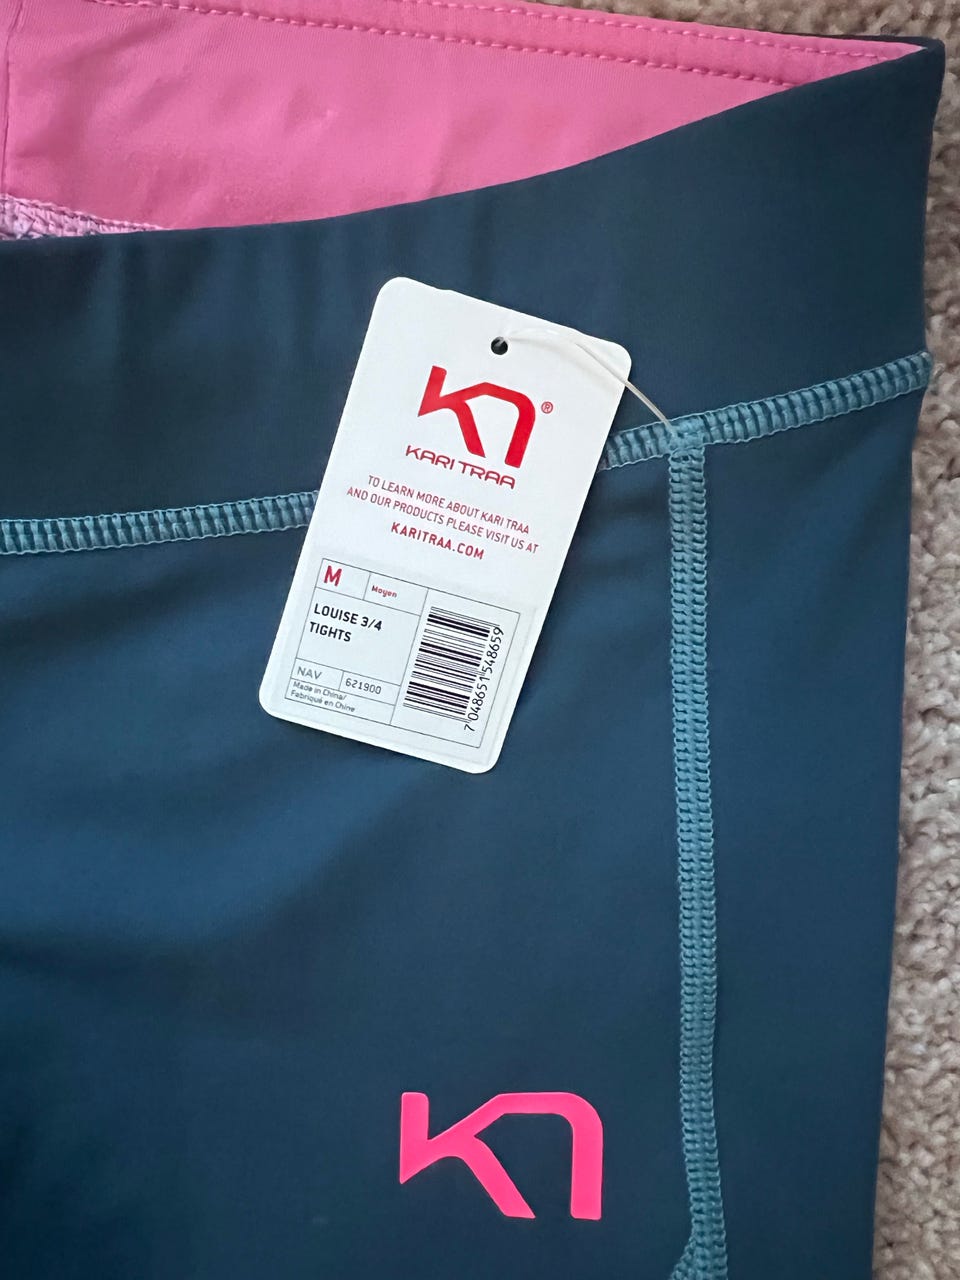 ®
KARI TRAA
TO LEARN MORE ABOUT KARI TRAA
AND OUR PRODUCTS PLEASE VISIT US AT
KARITRAA.COM
M
Moyen
LOUISE 3/4
TIGHTS
NAV
621900
Made in China/
Fabriqué en Chine
7 048651 548659